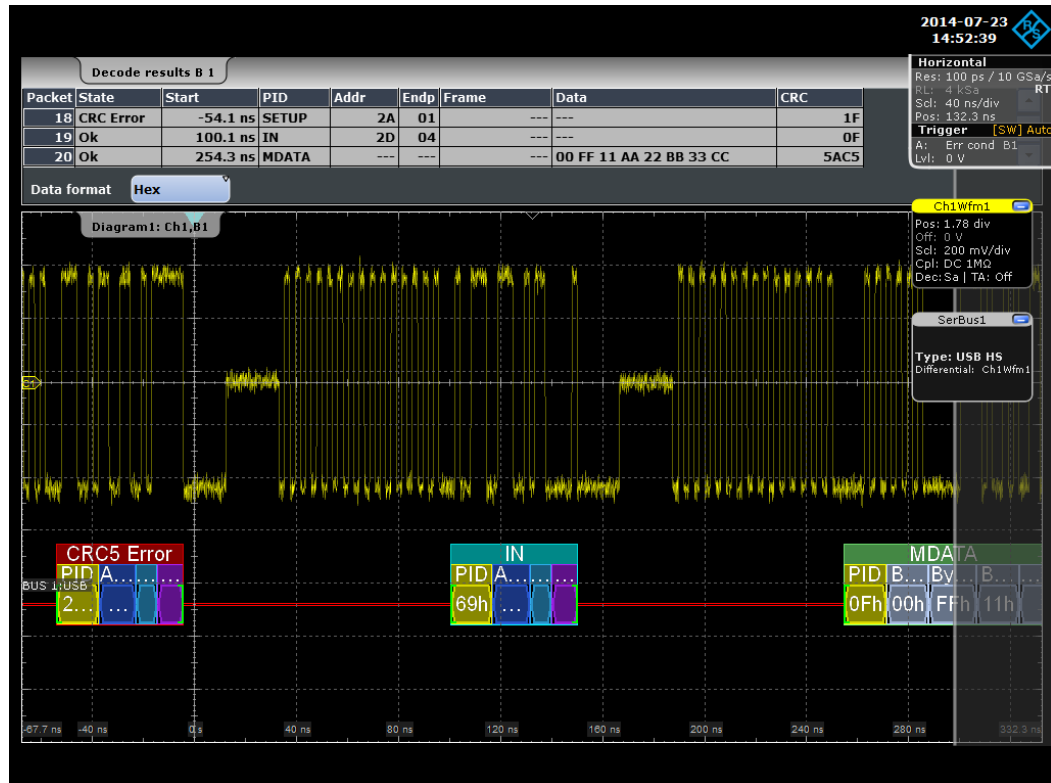 2014-07-23
14:52:39
Decode results B 1
Packet State Start PID Addr Endp Frame Data CRC
18 CRC Error -54.1 ns SETUP 2A 01 --- --- 1F
19 Ok 100.1 ns IN 2D 04 --- --- 0F
20 Ok 254.3 ns MDATA --- --- --- 00 FF 11 AA 22 BB 33 CC 5AC5
Data format Hex
Horizontal
Res: 100 ps / 10 GSa/s
RL: 4 kSa RT
Scl: 40 ns/div
Pos: 132.3 ns
Trigger [SW] Auto
A: Err cond B1
Lvl: 0 V
Diagram1: Ch1,B1
Ch1Wfm1
Pos: 1.78 div
Off: 0 V
Scl: 200 mV/div
Cpl: DC 1MΩ
Dec: Sa | TA: Off
SerBus1
Type: USB HS
Differential: Ch1Wfm1
C1
CRC5 Error IN MDATA
PID A... ... ... PID A... ... ... PID B... By... B... ...
BUS 1:USB
2... ... 69h ... 0Fh 00h FFh 11h
-67.7 ns -40 ns 0 s 40 ns 80 ns 120 ns 160 ns 200 ns 240 ns 280 ns 332.3 ns